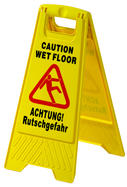 CAUTION
WET FLOOR
ACHTUNG!
Rutschgefahr